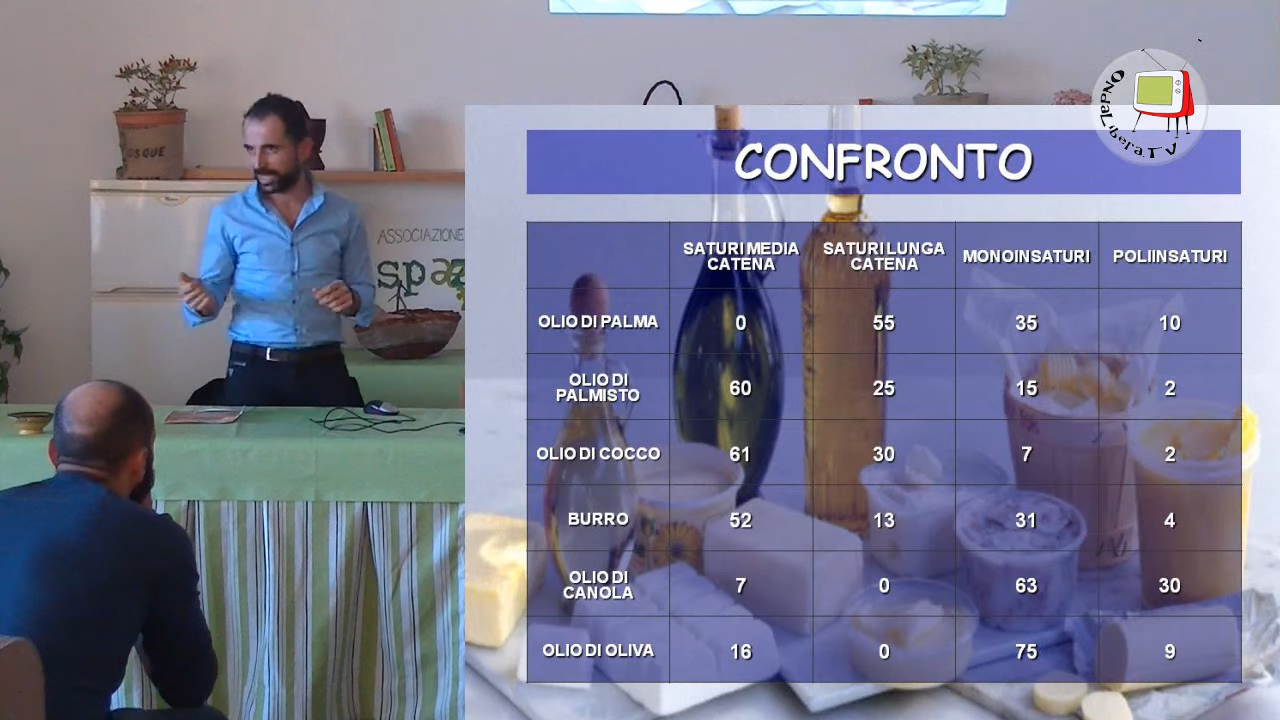 CONFRONTO
SATURI MEDIA CATENA SATURI LUNGA CATENA MONOINSATURI POLIINSATURI
OLIO DI PALMA 0 55 35 10
OLIO DI PALMISTO 60 25 15 2
OLIO DI COCCO 61 30 7 2
BURRO 52 13 31 4
OLIO DI CANOLA 7 0 63 30
OLIO DI OLIVA 16 0 75 9
OndaLiberaTV
ASSOCIAZIONE
spaz